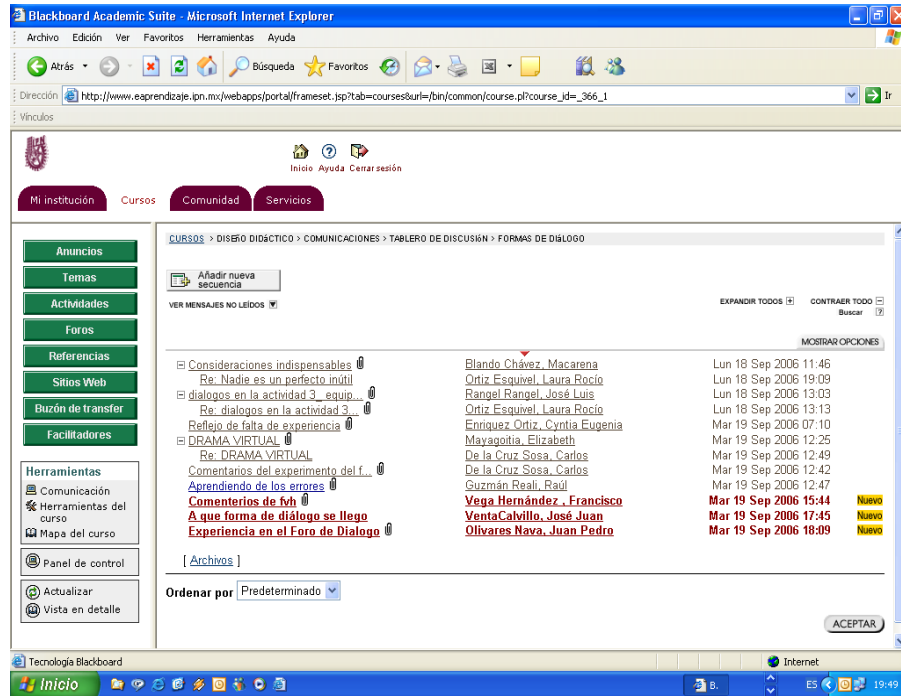 Blackboard Academic Suite - Microsoft Internet Explorer
Archivo Edición Ver Favoritos Herramientas Ayuda
Atrás Búsqueda Favoritos
Dirección http://www.eaprendizaje.ipn.mx/webapps/portal/frameset.jsp?tab=courses&url=/bin/common/course.pl?course_id=_366_1 Ir
Vínculos
Inicio Ayuda Cerrar sesión
Mi institución Cursos Comunidad Servicios
CURSOS > DISEñO DIDáCTICO > COMUNICACIONES > TABLERO DE DISCUSIóN > FORMAS DE DIáLOGO
Anuncios
Temas
Actividades
Foros
Referencias
Sitios Web
Buzón de transfer
Facilitadores
Herramientas
Comunicación
Herramientas del
curso
Mapa del curso
Panel de control
Actualizar
Vista en detalle
Añadir nueva
secuencia
VER MENSAJES NO LEÍDOS EXPANDIR TODOS CONTRAER TODO
Buscar ?
MOSTRAR OPCIONES
Consideraciones indispensables Blando Chávez, Macarena Lun 18 Sep 2006 11:46
Re: Nadie es un perfecto inútil Ortiz Esquivel, Laura Rocío Lun 18 Sep 2006 19:09
dialogos en la actividad 3_ equip... Rangel Rangel, José Luis Lun 18 Sep 2006 13:03
Re: dialogos en la actividad 3... Ortiz Esquivel, Laura Rocío Lun 18 Sep 2006 13:13
Reflejo de falta de experiencia Enriquez Ortiz, Cyntia Eugenia Mar 19 Sep 2006 07:10
DRAMA VIRTUAL Mayagoitia, Elizabeth Mar 19 Sep 2006 12:25
Re: DRAMA VIRTUAL De la Cruz Sosa, Carlos Mar 19 Sep 2006 12:49
Comentarios del experimento del f... De la Cruz Sosa, Carlos Mar 19 Sep 2006 12:42
Aprendiendo de los errores Guzmán Reali, Raúl Mar 19 Sep 2006 12:47
Comenterios de fvh Vega Hernández , Francisco Mar 19 Sep 2006 15:44 Nuevo
A que forma de diálogo se llego VentaCalvillo, José Juan Mar 19 Sep 2006 17:45 Nuevo
Experiencia en el Foro de Dialogo Olivares Nava, Juan Pedro Mar 19 Sep 2006 18:09 Nuevo
[ Archivos ]
Ordenar por Predeterminado
ACEPTAR
Tecnología Blackboard Internet
Inicio B. ES 19:49